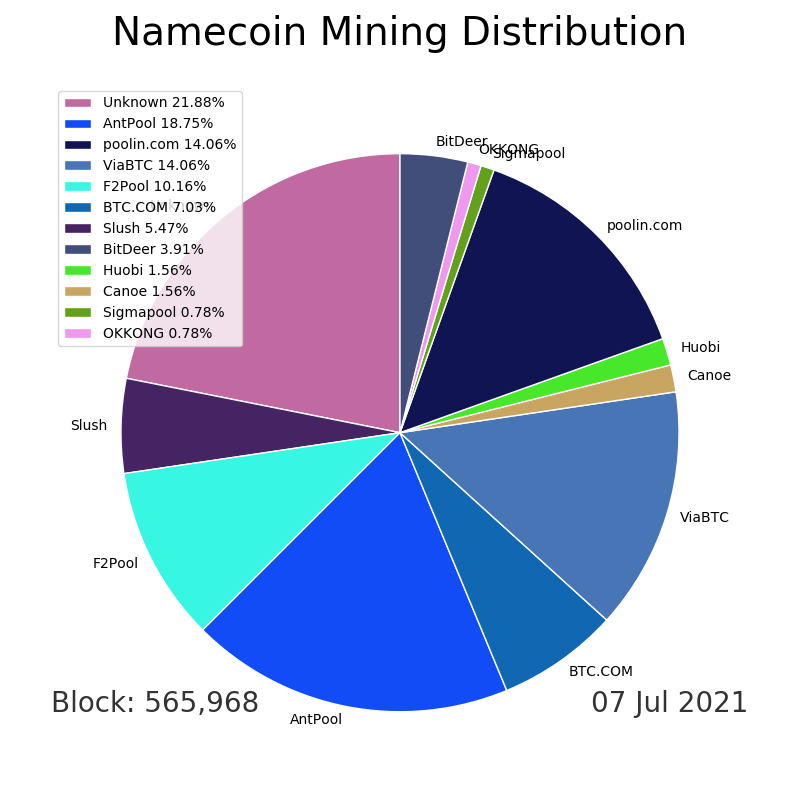 Namecoin Mining Distribution
Unknown 21.88%
AntPool 18.75%
poolin.com 14.06%
ViaBTC 14.06%
F2Pool 10.16%
BTC.COM 7.03%
Slush 5.47%
BitDeer 3.91%
Huobi 1.56%
Canoe 1.56%
Sigmapool 0.78%
OKKONG 0.78%
BitDeer
OKKONG
Sigmapool
poolin.com
Huobi
Canoe
ViaBTC
BTC.COM
AntPool
F2Pool
Slush
Block: 565,968
07 Jul 2021